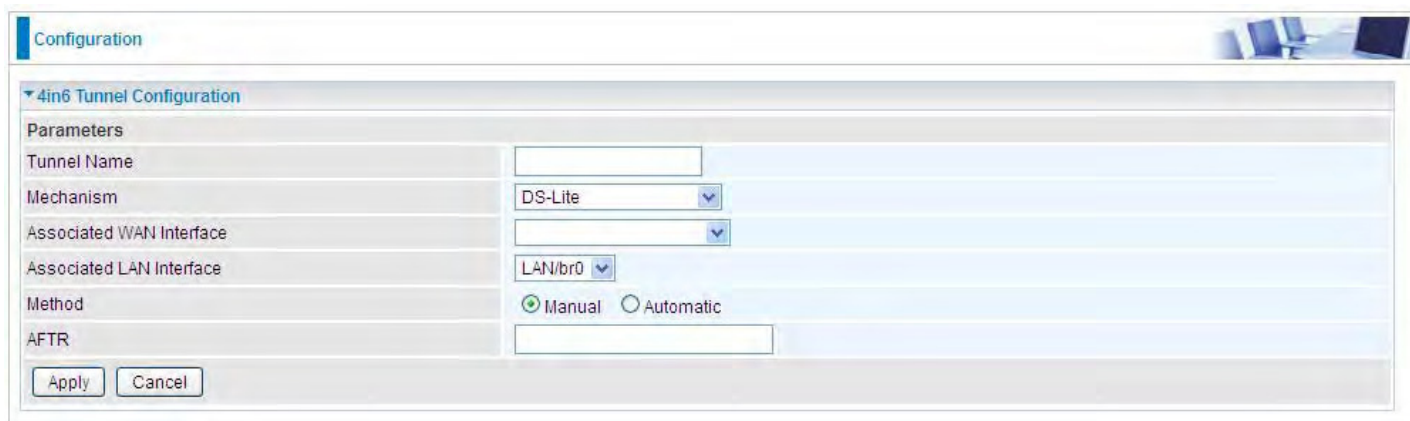 Configuration
4in6 Tunnel Configuration
Parameters
Tunnel Name
Mechanism DS-Lite
Associated WAN Interface
Associated LAN Interface LAN/br0
Method Manual Automatic
AFTR
Apply Cancel